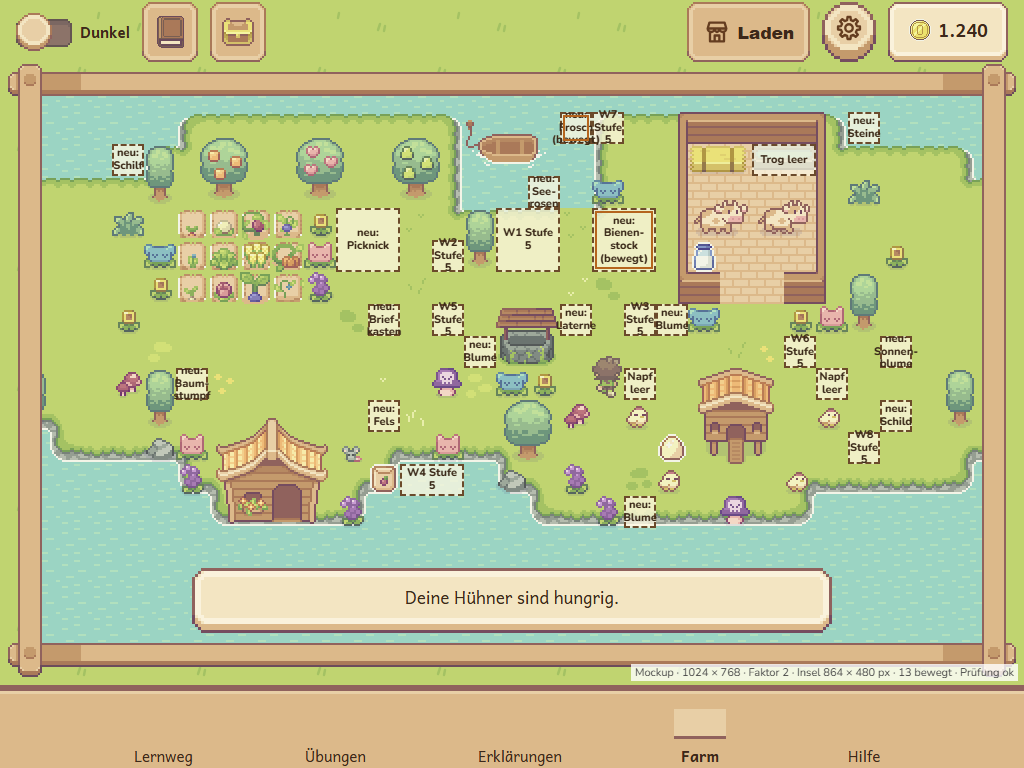 Dunkel
Laden
1.240
neu:
Frosch
(bewegt)
W7
Stufe
5
neu:
Steine
neu:
Schilf
Trog leer
neu:
See-
rosen
neu:
Picknick
W2
Stufe
5
W1 Stufe
5
neu:
Bienen-
stock
(bewegt)
neu:
Brief-
kasten
W5
Stufe
5
neu:
Laterne
W3
Stufe
5
neu:
Blume
neu:
Blume
W6
Stufe
5
neu:
Sonnen-
blume
neu:
Baum-
stumpf
Napf
leer
Napf
leer
neu:
Fels
neu:
Schild
W8
Stufe
5
W4 Stufe
5
neu:
Blume
Deine Hühner sind hungrig.
Mockup · 1024 × 768 · Faktor 2 · Insel 864 × 480 px · 13 bewegt · Prüfung ok
Lernweg
Übungen
Erklärungen
Farm
Hilfe